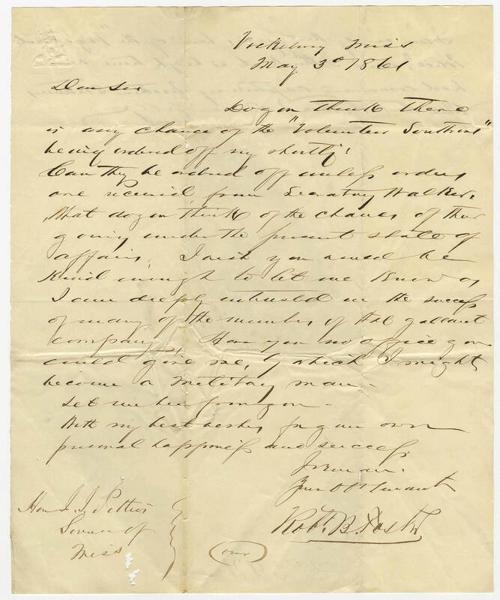 Vicksburg Miss
May 3d 1861
Dear Sir
Do you think there
is any chance of the "Volunteer Southrons"
being ordered off very shortly?
Can they be ordered off unless orders
are received from Secretary Walker.
What do you think of the chances of their
going under the present state of
affairs. I wish you would be
Kind enough to let me Know as
I am deeply interested in the success
of many of the members of that gallant
company. Have you no office you
could give me, by which I might
become a military man.
Let me hear from you.
With my best wishes for your own
personal happiness and success
I remain
Your Obt Servant
Robt. B.
Hon J. J. Pettus
Governor of
Miss
(over)